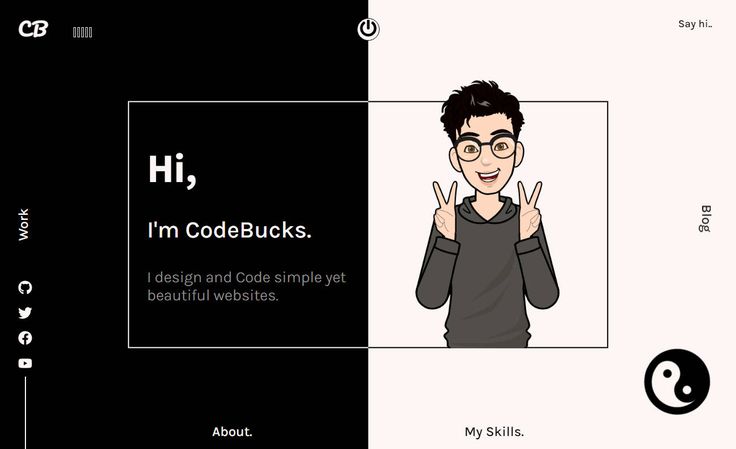 CB
Say hi..
Hi,
I'm CodeBucks.
I design and Code simple yet
beautiful websites.
Work
Blog
About.
My Skills.